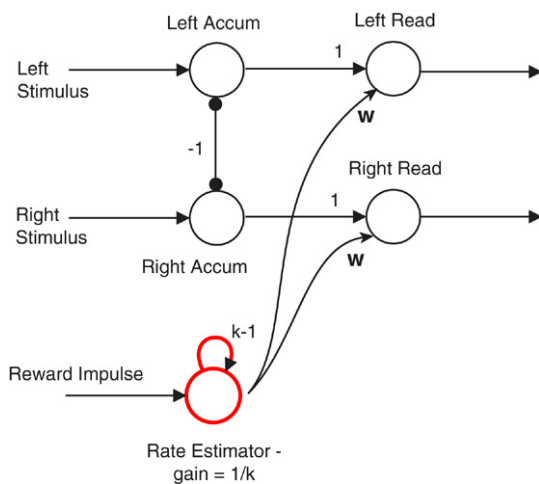 Left Accum
Left Read
1
Left
Stimulus
w
-1
Right Read
1
Right
Stimulus
w
Right Accum
k-1
Reward Impulse
Rate Estimator -
gain = 1/k